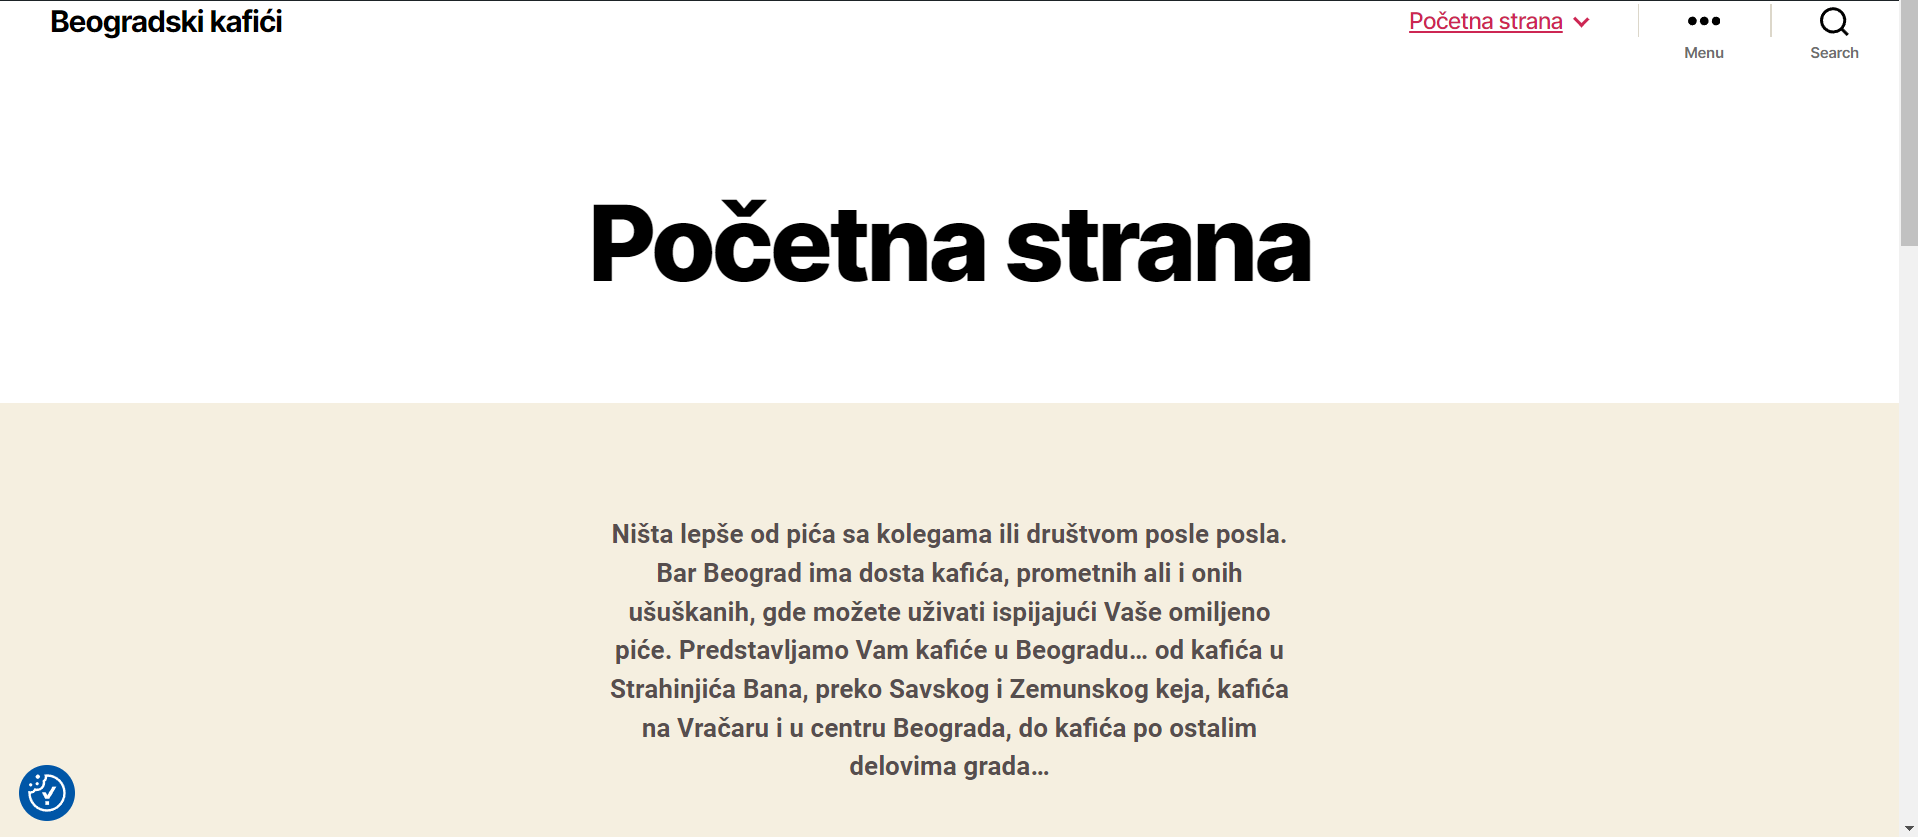 Beogradski kafići
Početna strana
Menu
Search
Početna strana
Ništa lepše od pića sa kolegama ili društvom posle posla.
Bar Beograd ima dosta kafića, prometnih ali i onih
ušuškanih, gde možete uživati ispijajući Vaše omiljeno
piće. Predstavljamo Vam kafiće u Beogradu… od kafića u
Strahinjića Bana, preko Savskog i Zemunskog keja, kafića
na Vračaru i u centru Beograda, do kafića po ostalim
delovima grada…